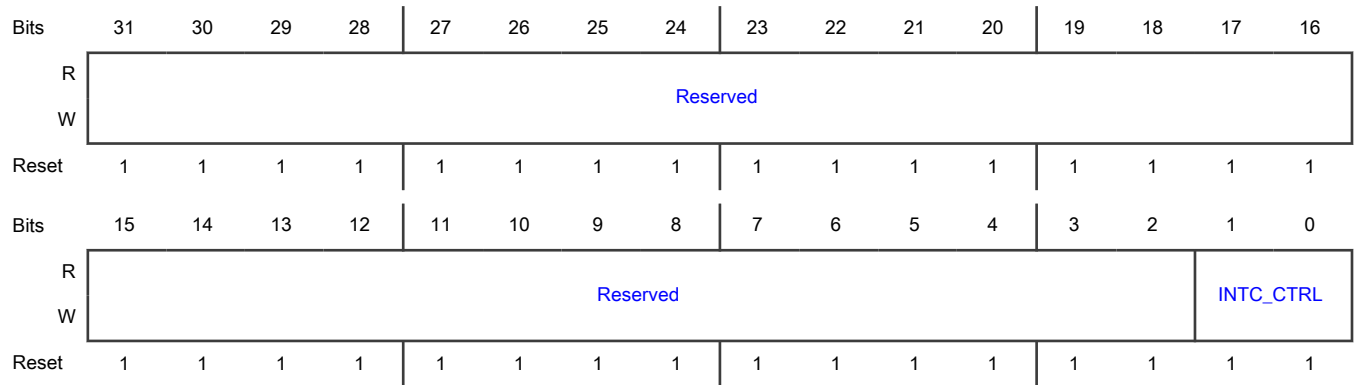 Bits 31 30 29 28 27 26 25 24 23 22 21 20 19 18 17 16
R
Reserved
W
Reset 1 1 1 1 1 1 1 1 1 1 1 1 1 1 1 1
Bits 15 14 13 12 11 10 9 8 7 6 5 4 3 2 1 0
R
Reserved INTC_CTRL
W
Reset 1 1 1 1 1 1 1 1 1 1 1 1 1 1 1 1